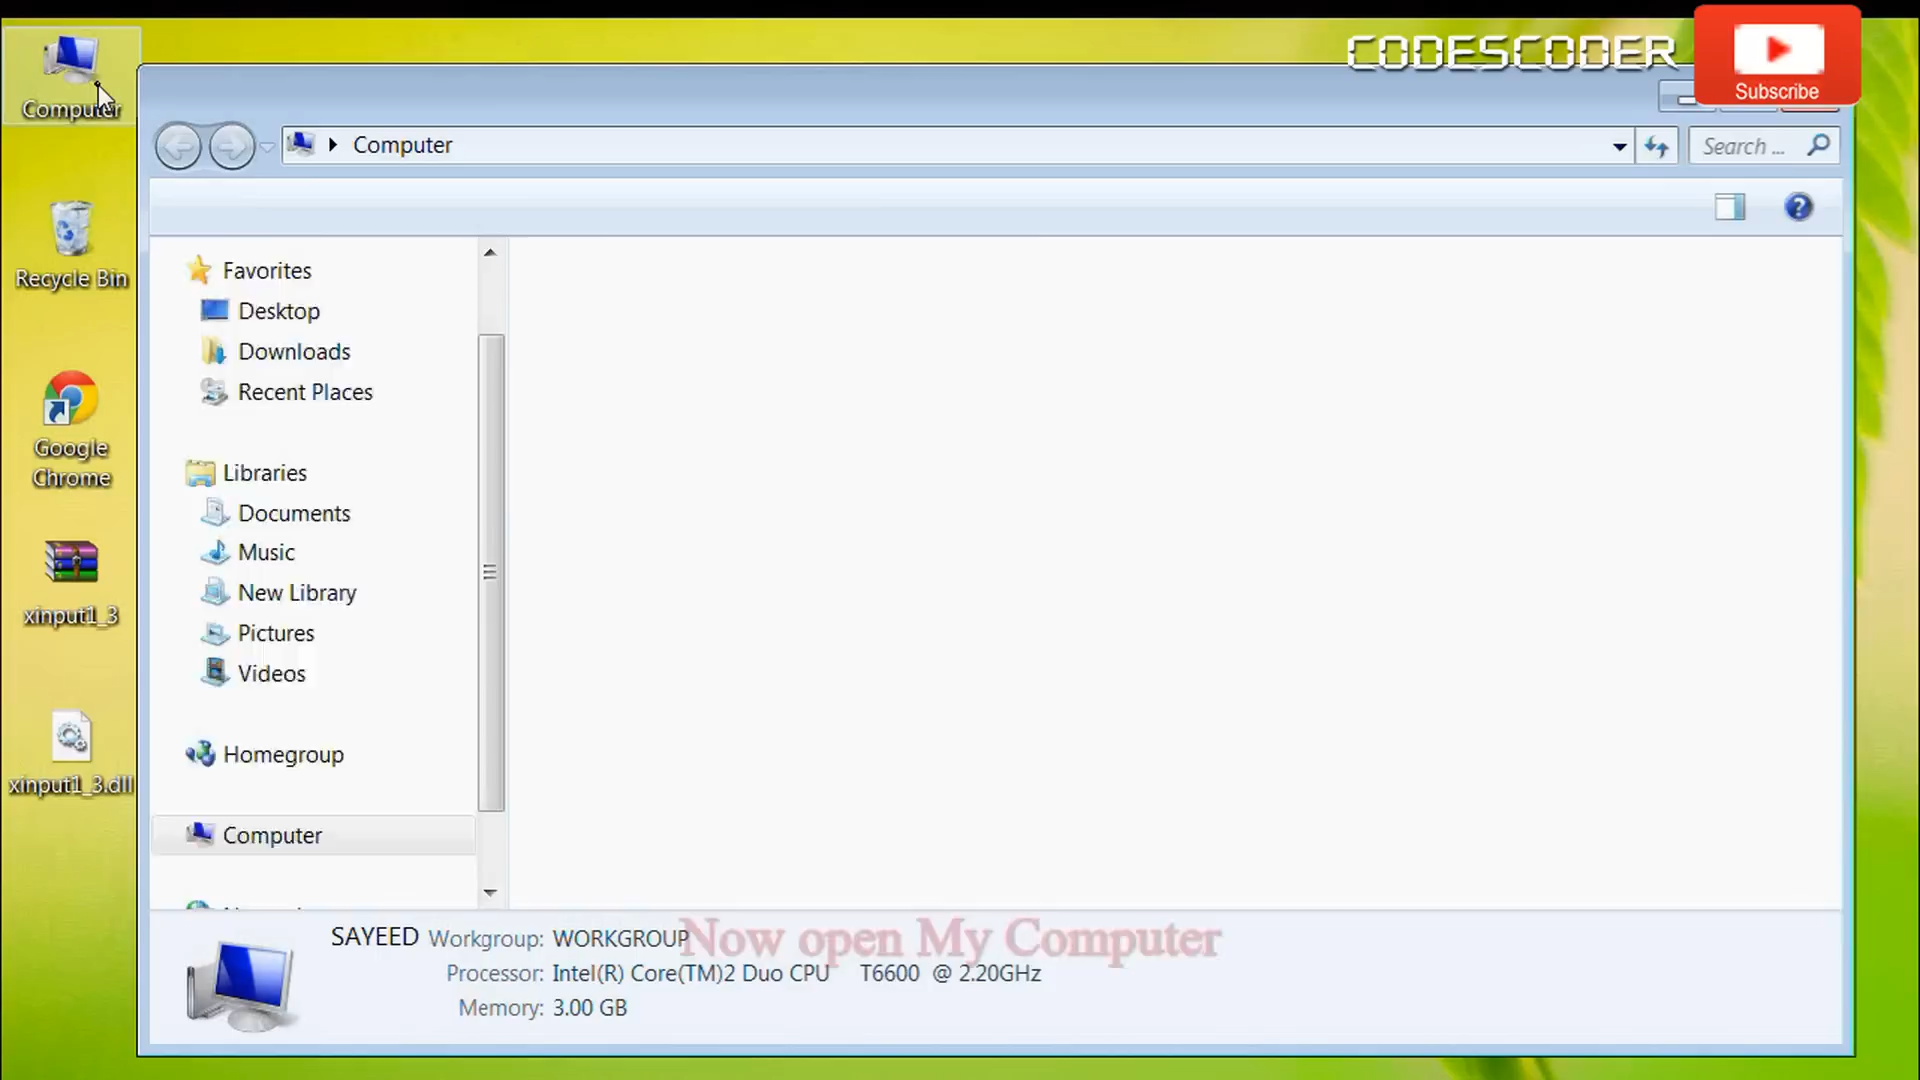 CODESCODER
Subscribe
Computer
Computer
Search ...
Recycle Bin
Google
Chrome
xinput1_3
xinput1_3.dll
Favorites
Desktop
Downloads
Recent Places
Libraries
Documents
Music
New Library
Pictures
Videos
Homegroup
Computer
SAYEED Workgroup: WORKGROUP
Now open My Computer
Processor: Intel(R) Core(TM)2 Duo CPU T6600 @ 2.20GHz
Memory: 3.00 GB